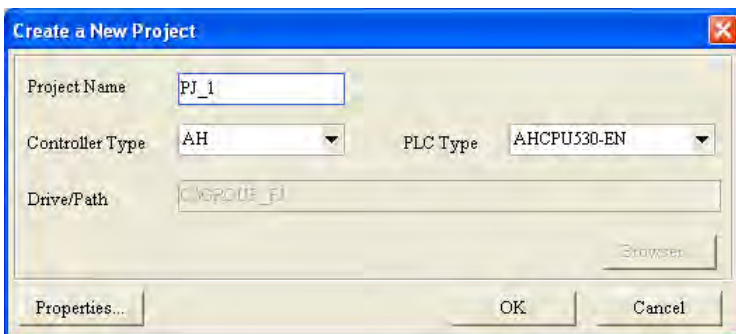 Create a New Project
Project Name PJ_1
Controller Type AH PLC Type AHCPU530-EN
Drive/Path C:\GROUP_PJ
Browser...
Properties... OK Cancel